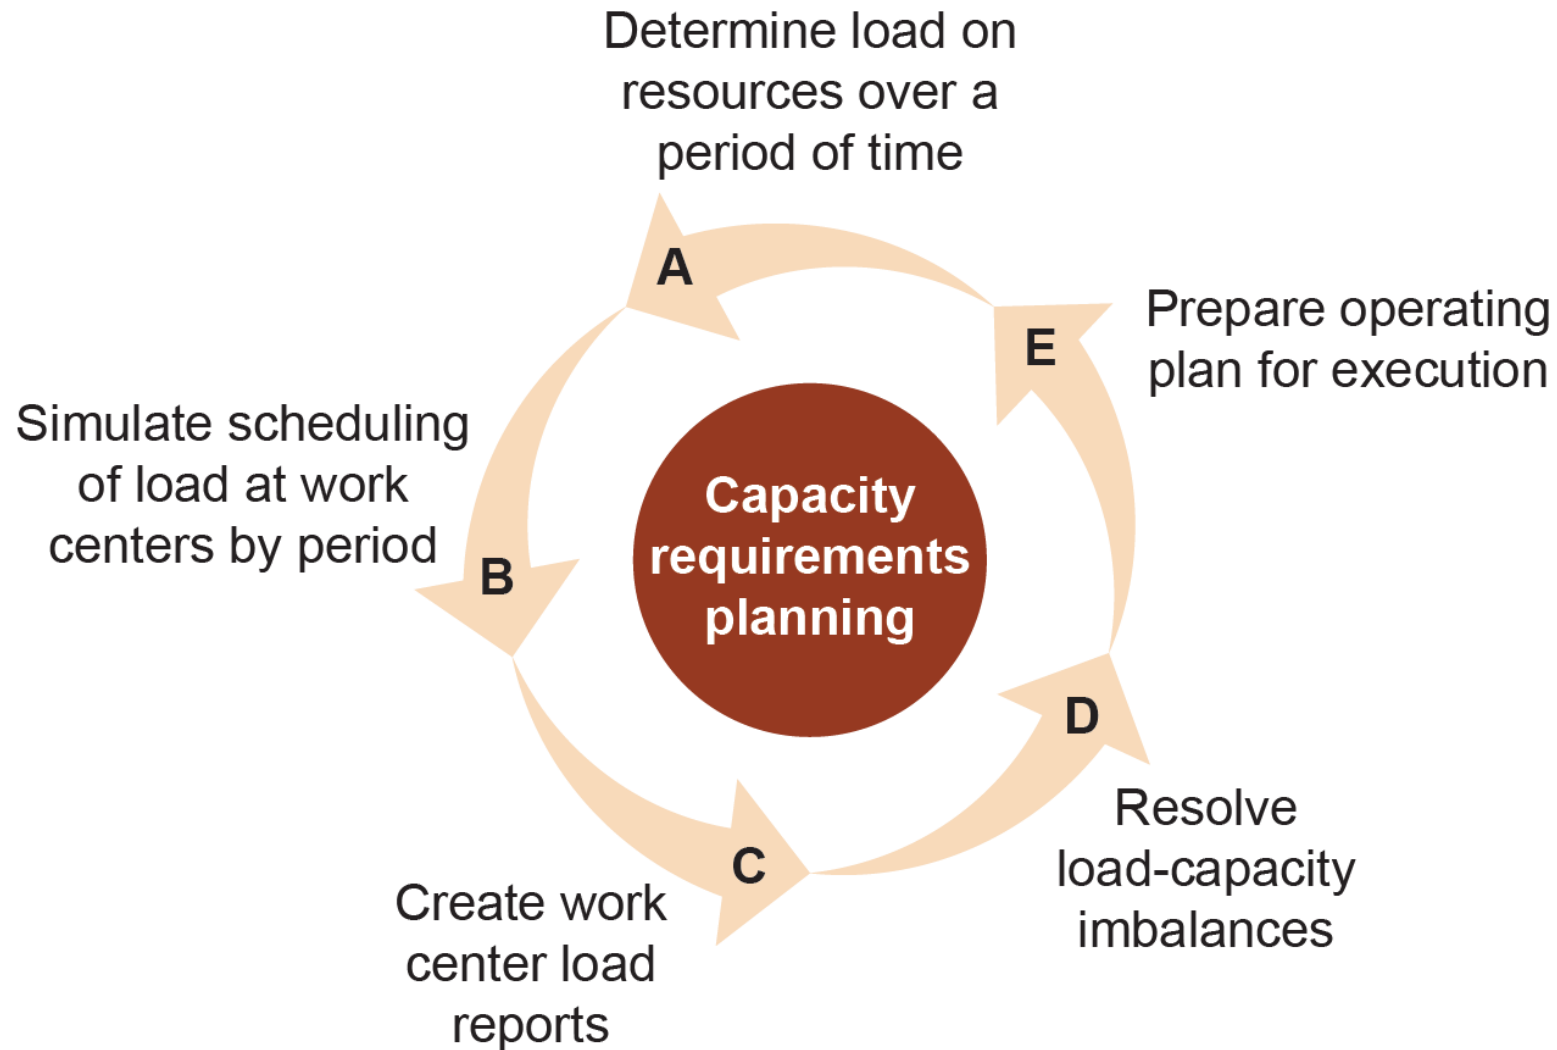 Determine load on
resources over a
period of time
A
Simulate scheduling
of load at work
centers by period
B
Create work
center load
reports
C
Resolve
load-capacity
imbalances
D
Prepare operating
plan for execution
E
Capacity
requirements
planning